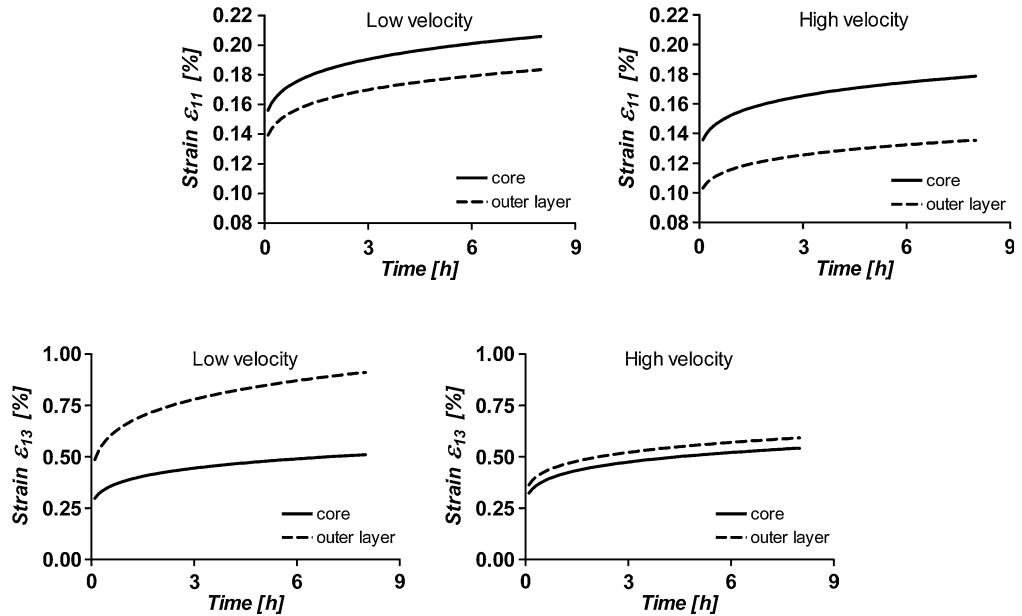 Low velocity
Strain ε11 [%]
0.22
0.20
0.18
0.16
0.14
0.12
0.10
0.08
core
outer layer
0 3 6 9
Time [h]
High velocity
Strain ε11 [%]
0.22
0.20
0.18
0.16
0.14
0.12
0.10
0.08
core
outer layer
0 3 6 9
Time [h]
Low velocity
Strain ε13 [%]
1.00
0.75
0.50
0.25
0.00
core
outer layer
0 3 6 9
Time [h]
High velocity
Strain ε13 [%]
1.00
0.75
0.50
0.25
0.00
core
outer layer
0 3 6 9
Time [h]